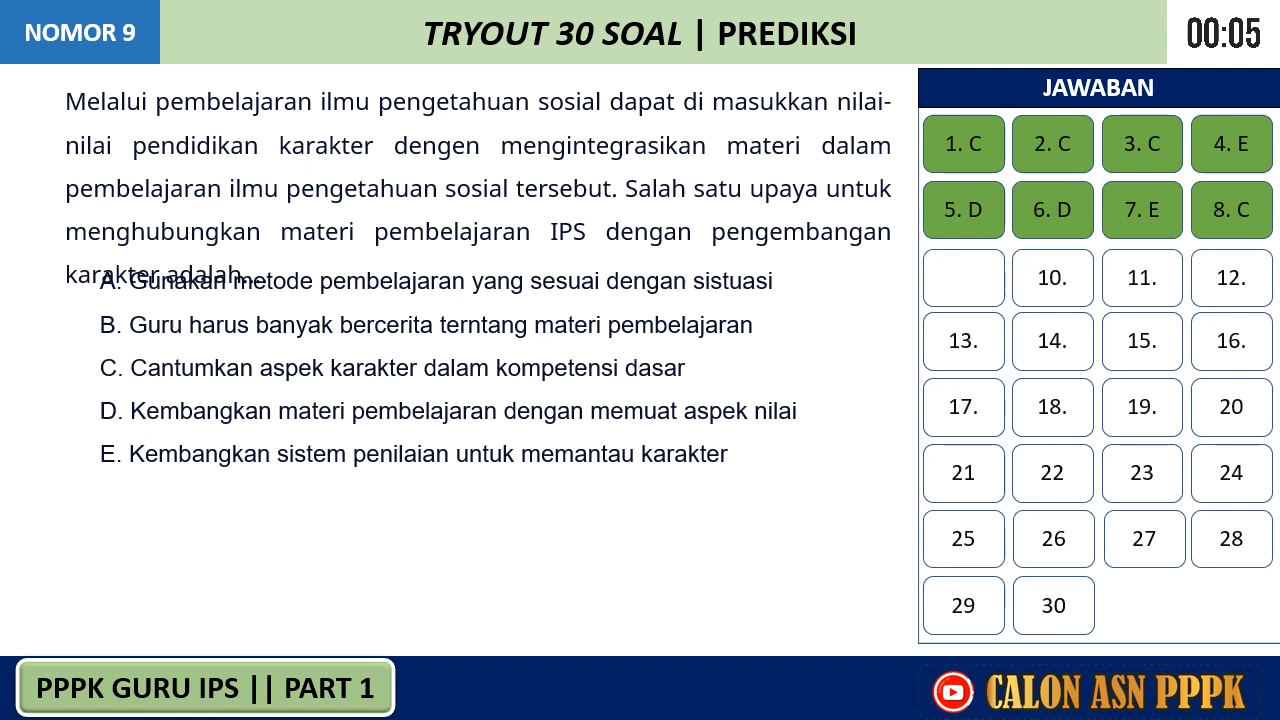 NOMOR 9
TRYOUT 30 SOAL | PREDIKSI
00:05
Melalui pembelajaran ilmu pengetahuan sosial dapat di masukkan nilai-
nilai pendidikan karakter dengen mengintegrasikan materi dalam
pembelajaran ilmu pengetahuan sosial tersebut. Salah satu upaya untuk
menghubungkan materi pembelajaran IPS dengan pengembangan
karakter adalah...
A. Gunakan metode pembelajaran yang sesuai dengan sistuasi
B. Guru harus banyak bercerita terntang materi pembelajaran
C. Cantumkan aspek karakter dalam kompetensi dasar
D. Kembangkan materi pembelajaran dengan memuat aspek nilai
E. Kembangkan sistem penilaian untuk memantau karakter
JAWABAN
1. C 2. C 3. C 4. E
5. D 6. D 7. E 8. C
10. 11. 12.
13. 14. 15. 16.
17. 18. 19. 20
21 22 23 24
25 26 27 28
29 30
PPPK GURU IPS || PART 1
CALON ASN PPPK